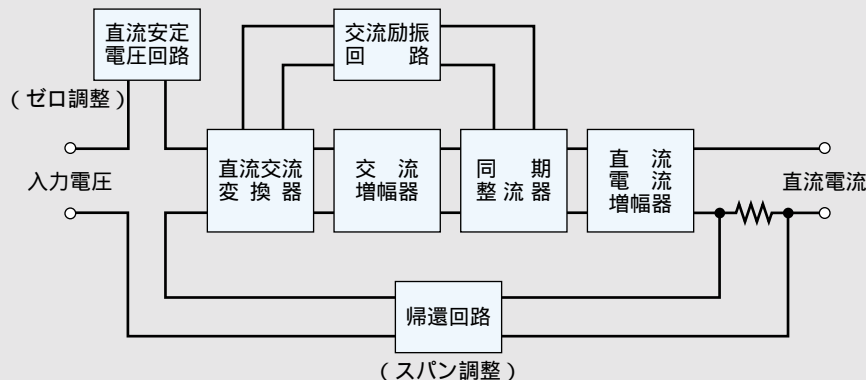 直流安定
電圧回路
（ゼロ調整）
交流励振
回路
入力電圧
直流交流
変換器
交流
増幅器
同期
整流器
直流
電流
増幅器
直流電流
帰還回路
（スパン調整）